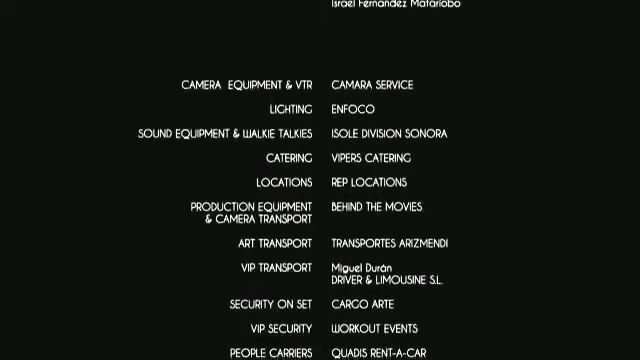 Israel Fernández Matarlobo
CAMERA EQUIPMENT & VTR CAMARA SERVICE
LIGHTING ENFOCO
SOUND EQUIPMENT & WALKIE TALKIES ISOLE DIVISION SONORA
CATERING VIPERS CATERING
LOCATIONS REP LOCATIONS
PRODUCTION EQUIPMENT BEHIND THE MOVIES
& CAMERA TRANSPORT
ART TRANSPORT TRANSPORTES ARIZMENDI
VIP TRANSPORT Miguel Durán
DRIVER & LIMOUSINE S.L.
SECURITY ON SET CARGO ARTE
VIP SECURITY WORKOUT EVENTS
PEOPLE CARRIERS QUADIS RENT-A-CAR